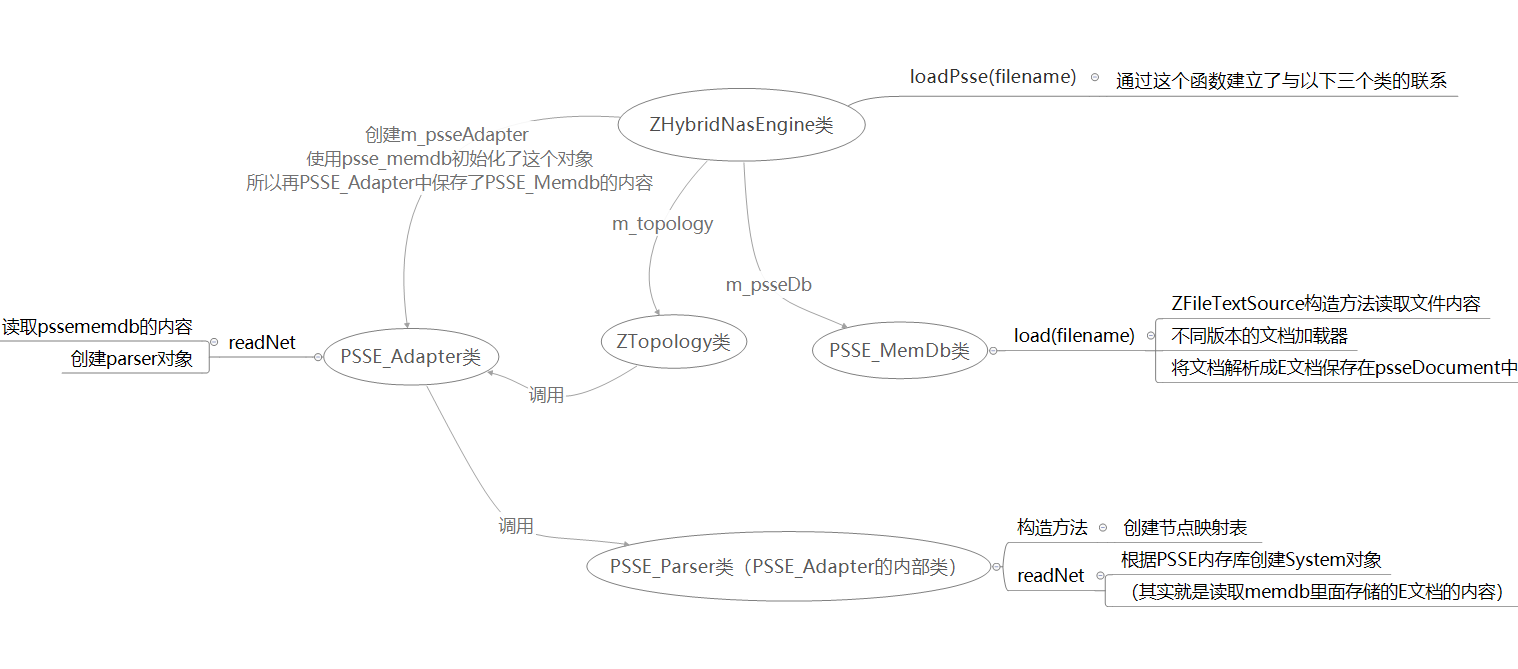 loadPsse(filename)
通过这个函数建立了与以下三个类的联系
ZHybridNasEngine类
创建m_psseAdapter
使用psse_memdb初始化了这个对象
所以再PSSE_Adapter中保存了PSSE_Memdb的内容
m_topology
m_psseDb
读取pssememdb的内容
创建parser对象
readNet
PSSE_Adapter类
ZTopology类
PSSE_MemDb类
load(filename)
ZFileTextSource构造方法读取文件内容
不同版本的文档加载器
将文档解析成E文档保存在psseDocument中
调用
调用
PSSE_Parser类（PSSE_Adapter的内部类）
构造方法
创建节点映射表
readNet
根据PSSE内存库创建System对象
（其实就是读取memdb里面存储的E文档的内容）